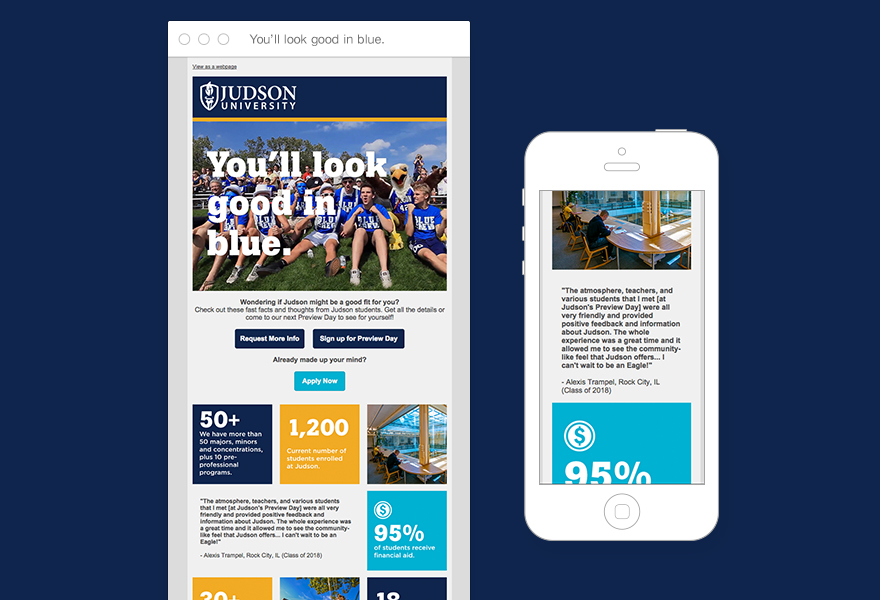 You'll look good in blue.
View as a webpage
JUDSON
UNIVERSITY
You'll look
good in
blue.
Wondering if Judson might be a good fit for you?
Check out these fast facts and thoughts from Judson students. Get all the details or
come to our next Preview Day to see for yourself!
Request More Info
Sign up for Preview Day
Already made up your mind?
Apply Now
50+
We have more than
50 majors, minors
and concentrations,
plus 10 pre-
professional
programs.
1,200
Current number of
students enrolled
at Judson.
"The atmosphere, teachers, and various students
that I met [at Judson's Preview Day] were all very
friendly and provided positive feedback and
information about Judson. The whole experience was
a great time and it allowed me to see the community-
like feel that Judson offers... I can't wait to be an
Eagle!"
- Alexis Trampel, Rock City, IL (Class of 2018)
$
95%
of students receive
financial aid.
30+
18
"The atmosphere, teachers, and
various students that I met [at
Judson's Preview Day] were all
very friendly and provided
positive feedback and information
about Judson. The whole
experience was a great time and it
allowed me to see the community-
like feel that Judson offers... I
can't wait to be an Eagle!"
- Alexis Trampel, Rock City, IL
(Class of 2018)
$
95%